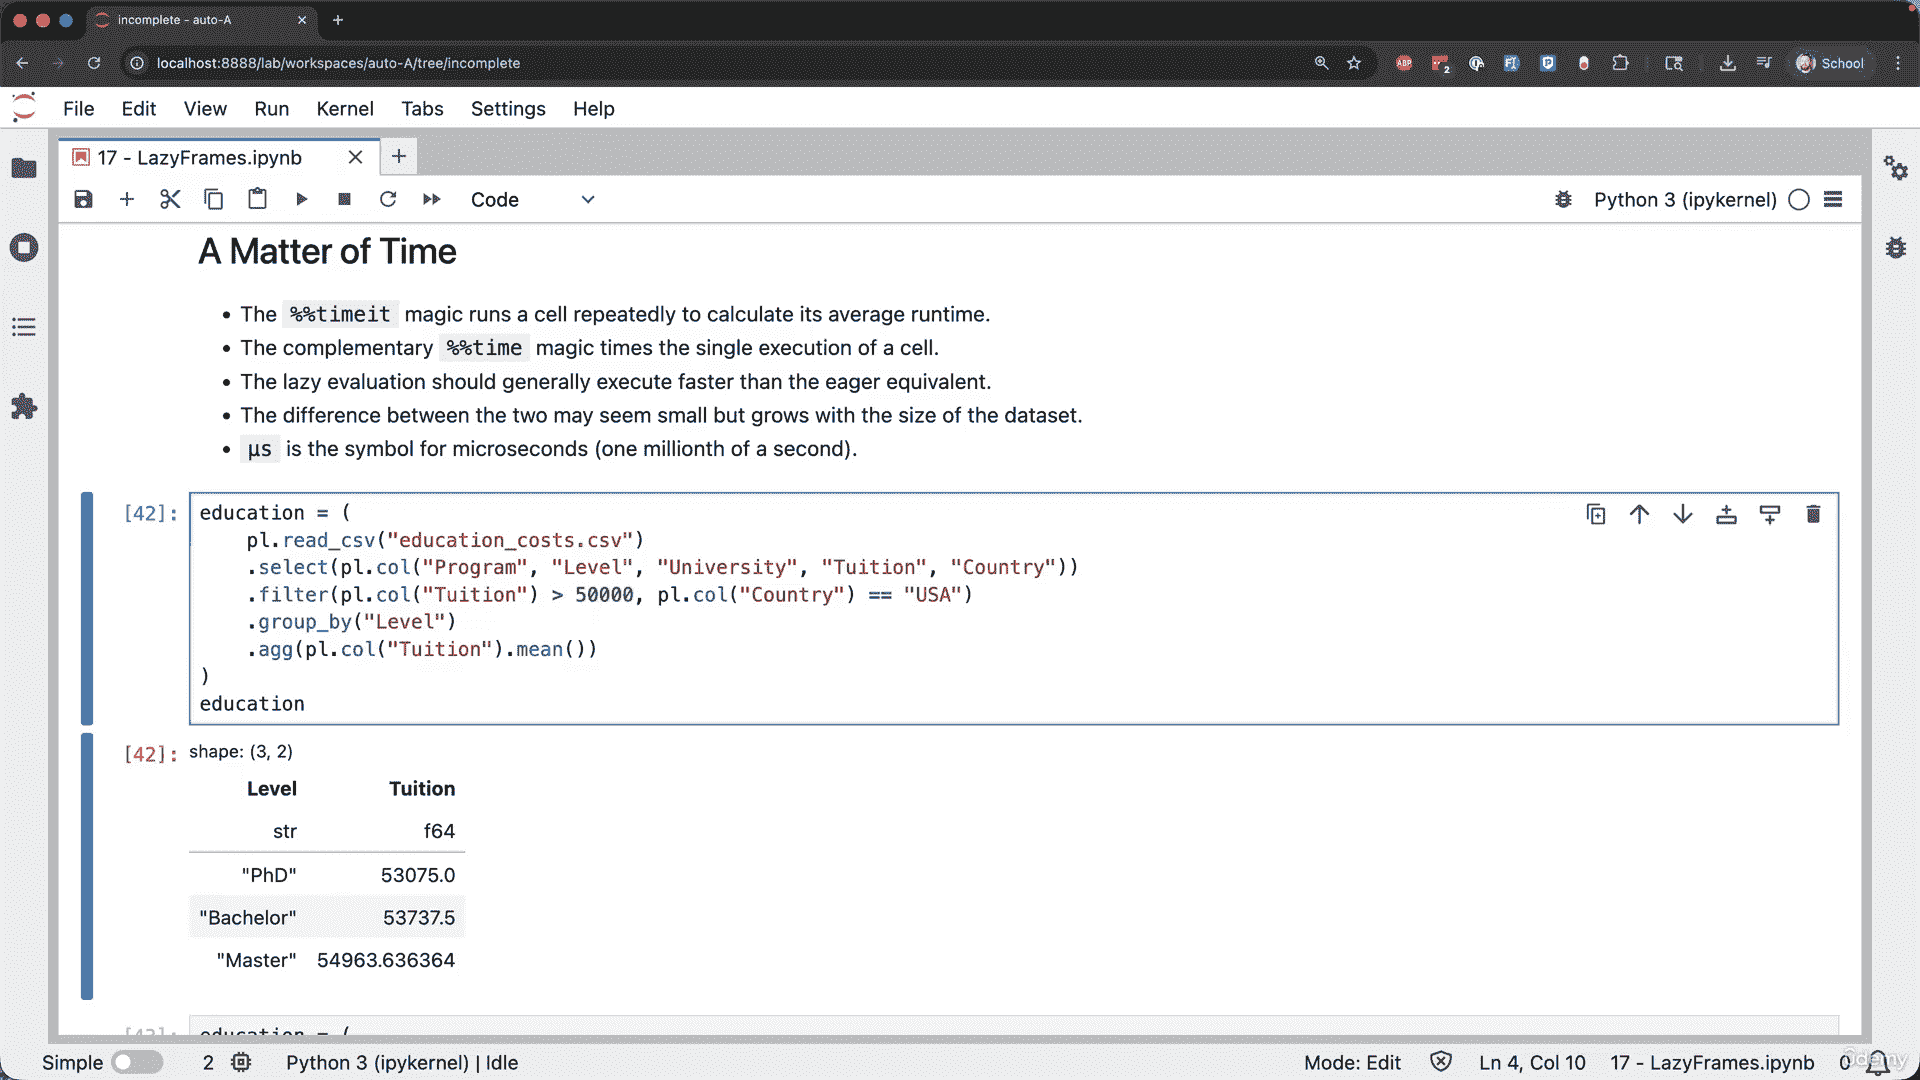 incomplete - auto-A
localhost:8888/lab/workspaces/auto-A/tree/incomplete
ABP
2
School
File Edit View Run Kernel Tabs Settings Help
17 - LazyFrames.ipynb
Code
Python 3 (ipykernel)
A Matter of Time
• The %%timeit magic runs a cell repeatedly to calculate its average runtime.
• The complementary %%time magic times the single execution of a cell.
• The lazy evaluation should generally execute faster than the eager equivalent.
• The difference between the two may seem small but grows with the size of the dataset.
• µs is the symbol for microseconds (one millionth of a second).
[42]: education = (
pl.read_csv("education_costs.csv")
.select(pl.col("Program", "Level", "University", "Tuition", "Country"))
.filter(pl.col("Tuition") > 50000, pl.col("Country") == "USA")
.group_by("Level")
.agg(pl.col("Tuition").mean())
)
education
[42]: shape: (3, 2)
Level Tuition
str f64
"PhD" 53075.0
"Bachelor" 53737.5
"Master" 54963.636364
[43]: education = (
Simple 2 Python 3 (ipykernel) | Idle Mode: Edit Ln 4, Col 10 17 - LazyFrames.ipynb 0
udemy